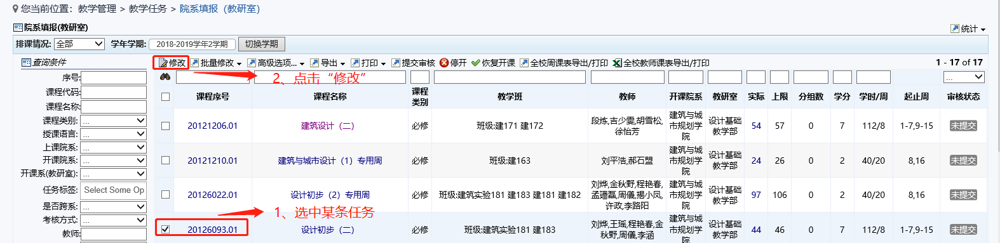 您当前位置： 教学管理 > 教学任务 > 院系填报（教研室）
院系填报(教研室)
统计
排课情况: 全部 学年学期: 2018-2019学年2学期 切换学期
查询条件
序号:
课程代码:
课程名称:
课程类别: ...
授课语言: ...
上课院系: ...
开课院系: ...
开课系(教研室): ...
任务标签: Select Some Op
是否跨系: ...
考核方式: ...
教师:
修改 批量修改 高级选项... 导出 打印 提交审核 停开 恢复开课 全校周课表导出/打印 全校教师课表导出/打印 1 - 17 of 17
2、点击“修改”
...
课程序号 课程名称 课程类别 教学班 教师 开课院系 教研室 实际 上限 分组数 学分 学时/周 起止周 审核状态
20121206.01 建筑设计（二） 必修 班级:建171 建172 段炼,吉少雯,胡雪松,徐怡芳 建筑与城市规划学院 设计基础教学部 54 57 0 7 112/8 1-7,9-15 未提交
20121210.01 建筑与城市设计（1）专用周 必修 班级:建163 刘平浩,郝石盟 建筑与城市规划学院 设计基础教学部 24 26 0 2 40/20 8,16 未提交
20126022.01 设计初步（2）专用周 必修 班级:建筑实验181 建183 建181 建182 刘烨,金秋野,程艳春,孟璠磊,周儀,揚小凤,许政,李路阳 建筑与城市规划学院 设计基础教学部 97 106 0 2 40/20 8,16 未提交
1、选中某条任务
20126093.01 设计初步（二） 必修 班级:建筑实验181 建183 刘烨,王瑶,程艳春,金秋野,周儀,李涵 建筑与城市规划学院 设计基础教学部 44 46 0 7 112/8 1-7,9-15 未提交